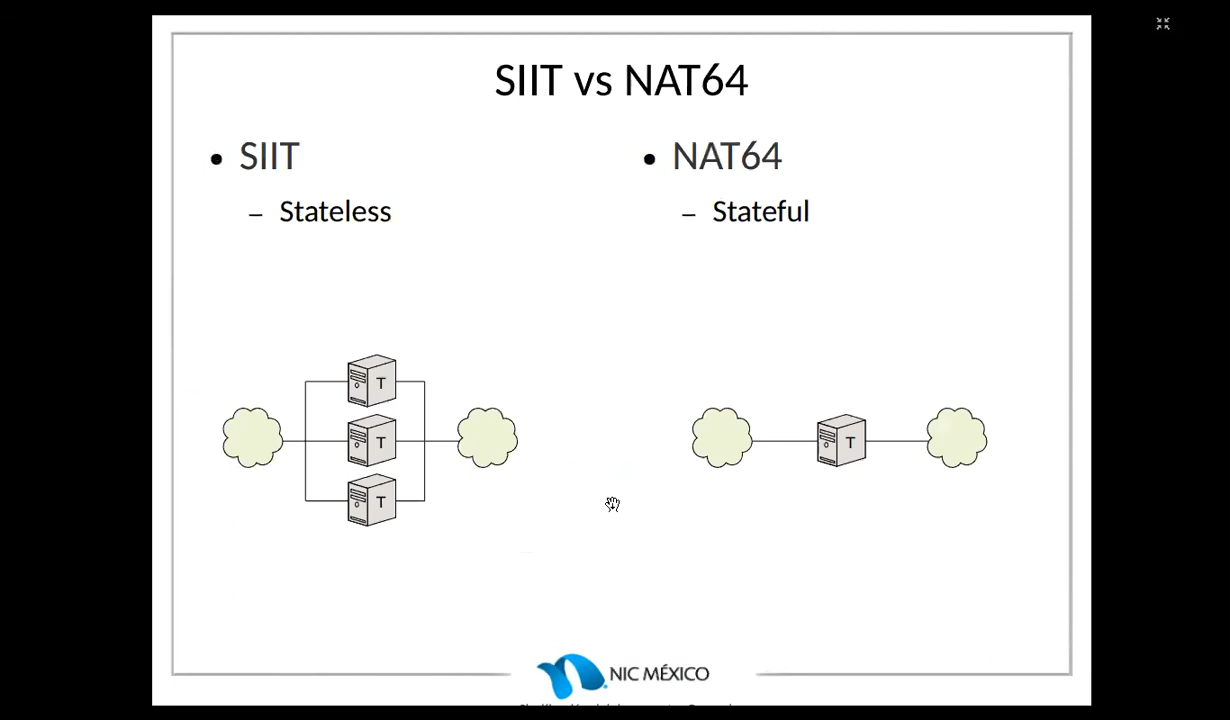 SIIT vs NAT64
• SIIT
– Stateless
• NAT64
– Stateful
T
T
T
T
NIC MÉXICO